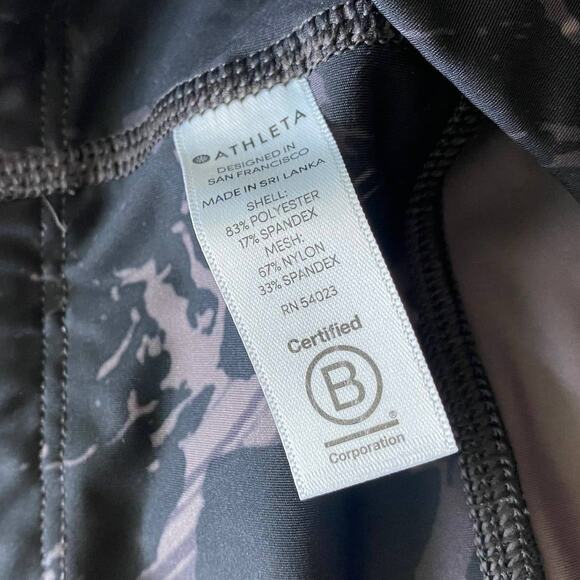 ATHLETA
DESIGNED IN
SAN FRANCISCO
MADE IN SRI LANKA
SHELL:
83% POLYESTER
17% SPANDEX
MESH:
67% NYLON
33% SPANDEX
RN 54023
Certified
B
®
Corporation